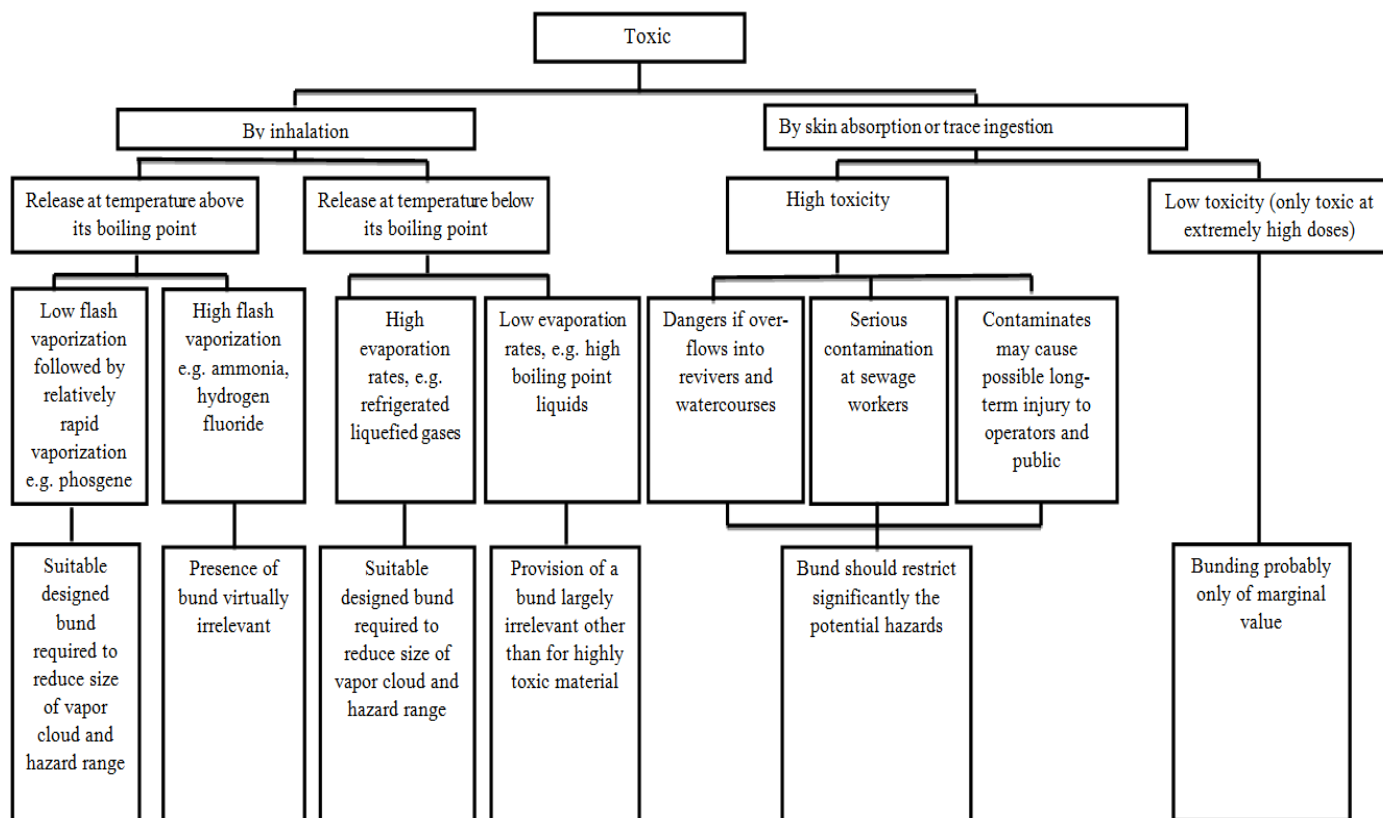 Toxic
By inhalation
By skin absorption or trace ingestion
Release at temperature above
its boiling point
Release at temperature below
its boiling point
High toxicity
Low toxicity (only toxic at
extremely high doses)
Low flash
vaporization
followed by
relatively
rapid
vaporization
e.g. phosgene
High flash
vaporization
e.g. ammonia,
hydrogen
fluoride
High
evaporation
rates, e.g.
refrigerated
liquefied gases
Low evaporation
rates, e.g. high
boiling point
liquids
Dangers if over-
flows into
revivers and
watercourses
Serious
contamination
at sewage
workers
Contaminates
may cause
possible long-
term injury to
operators and
public
Suitable
designed
bund
required to
reduce size
of vapor
cloud and
hazard range
Presence of
bund virtually
irrelevant
Suitable
designed bund
required to
reduce size of
vapor cloud and
hazard range
Provision of a
bund largely
irrelevant other
than for highly
toxic material
Bund should restrict
significantly the
potential hazards
Bunding probably
only of marginal
value